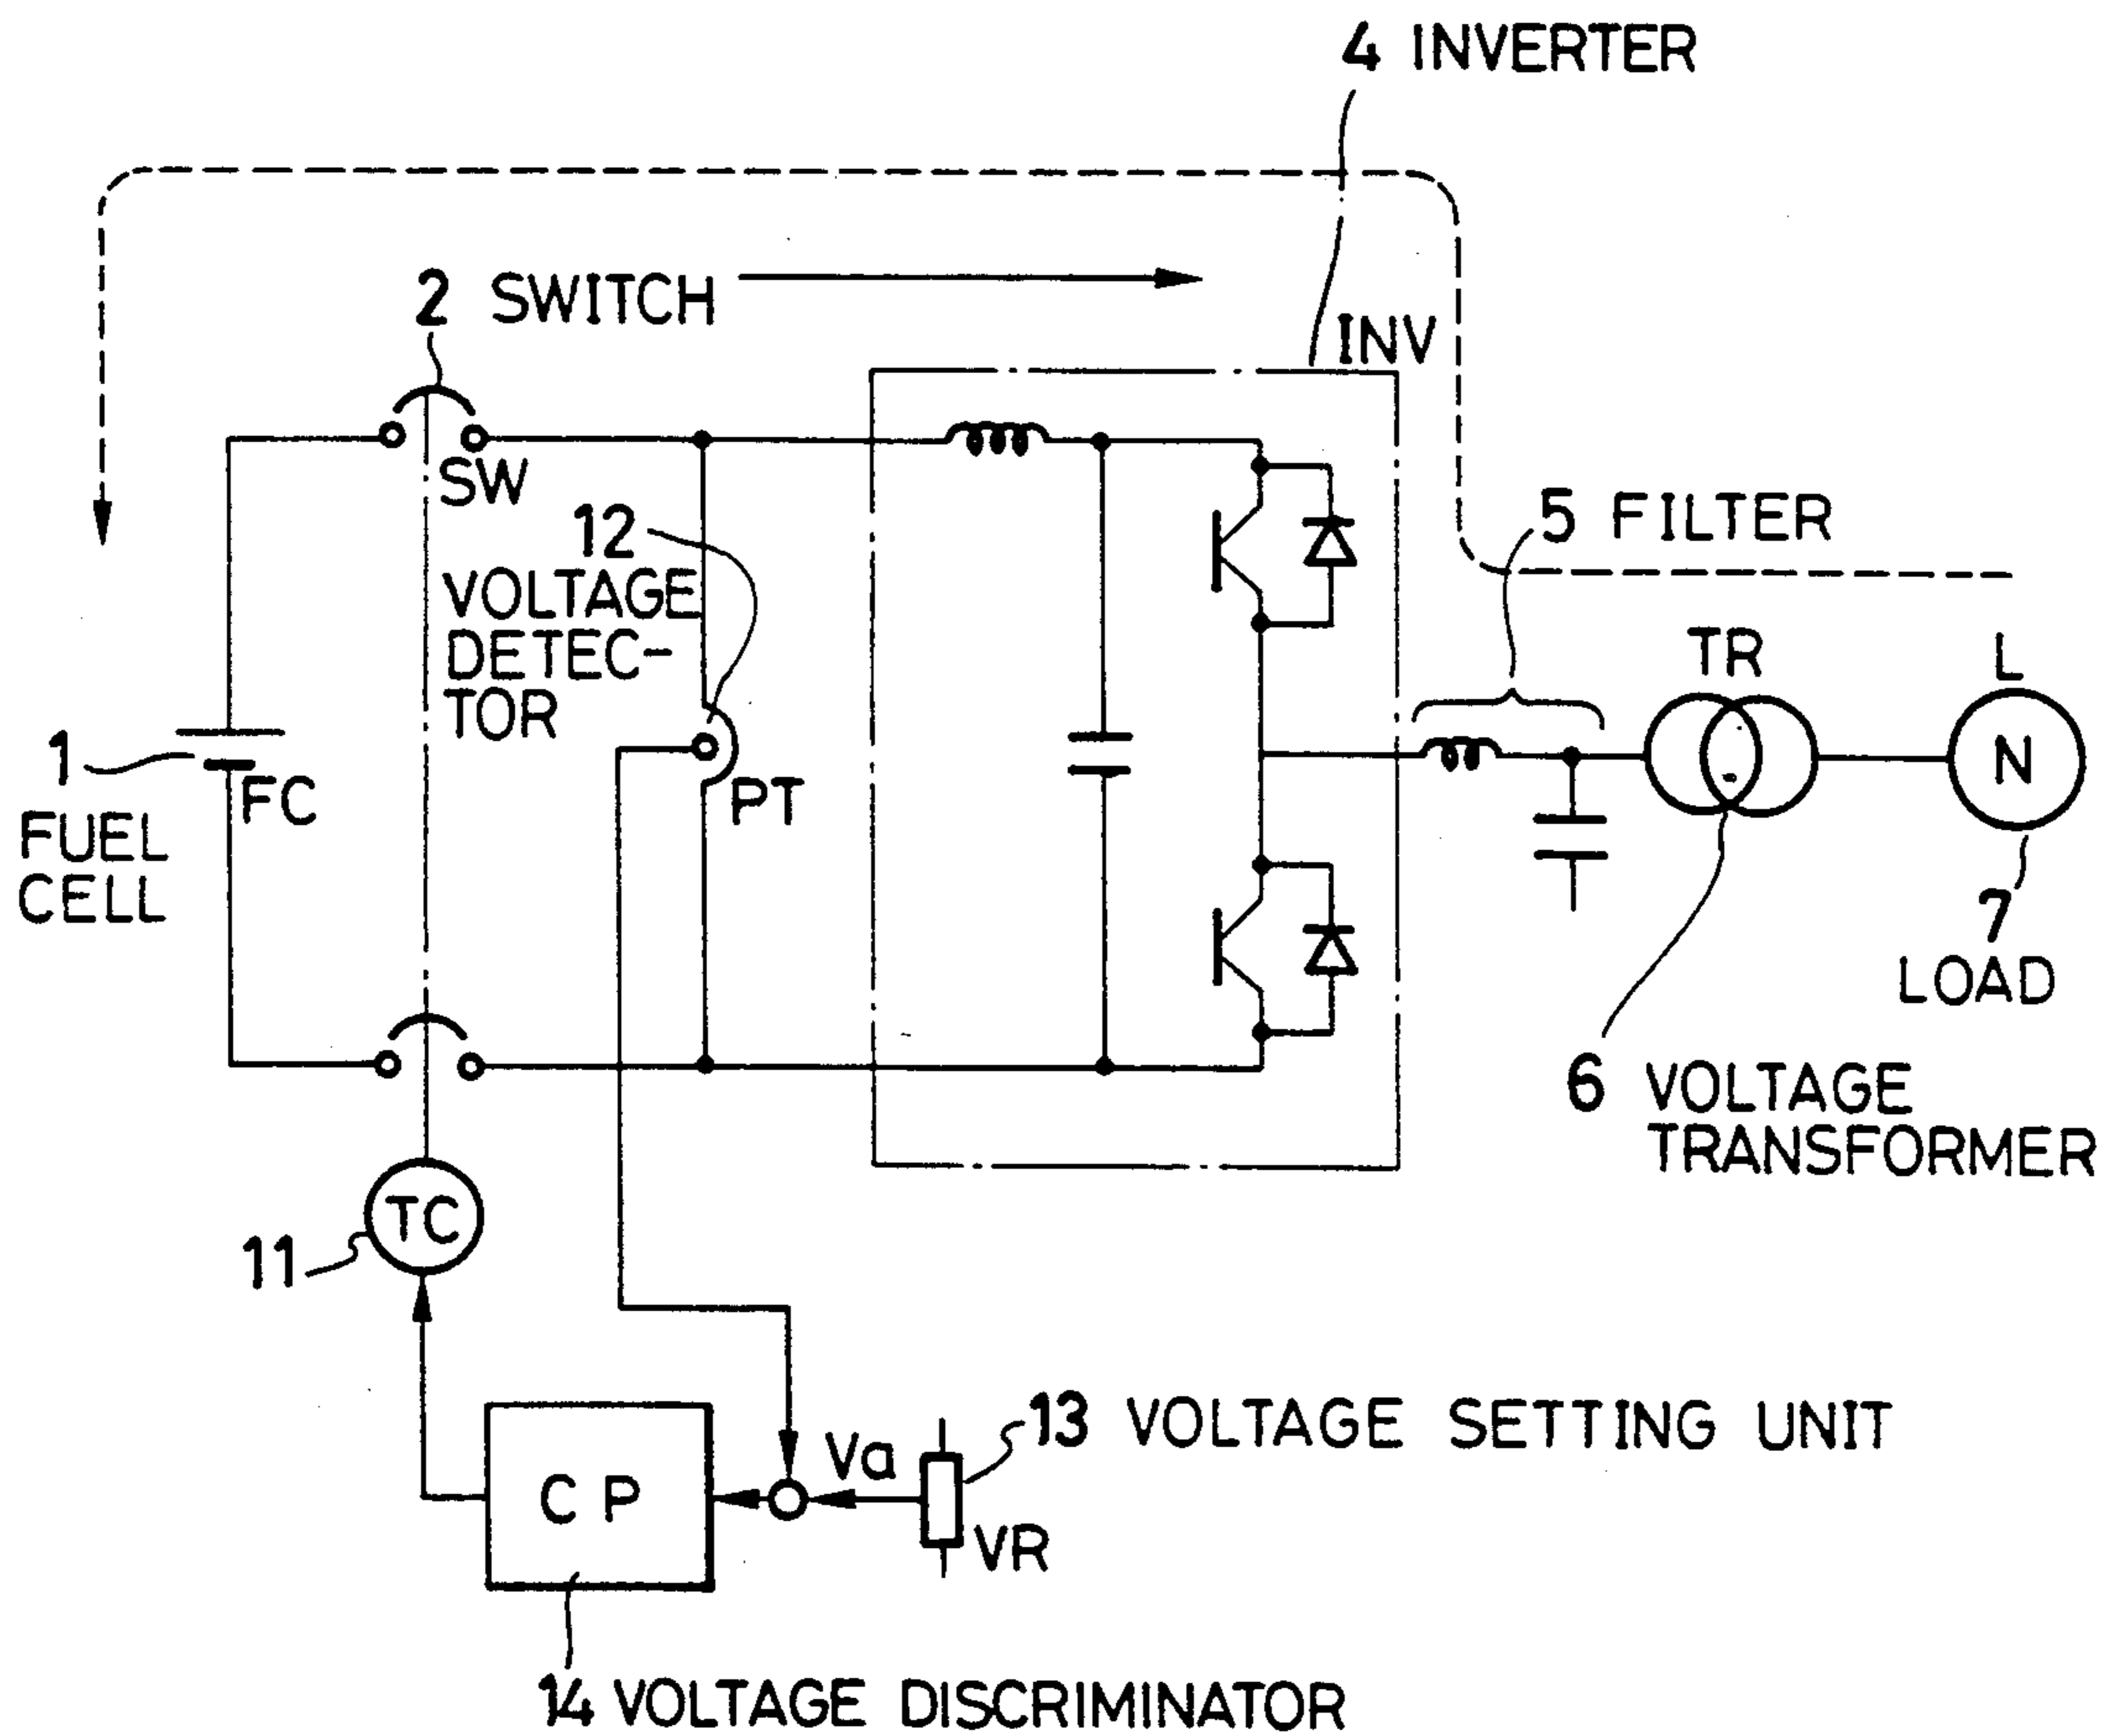 4 INVERTER
2 SWITCH
INV
SW
5 FILTER
12
VOLTAGE
DETEC-
TOR
TR
L
1
FC
PT
N
FUEL
CELL
7
LOAD
6 VOLTAGE
TRANSFORMER
TC
11
13 VOLTAGE SETTING UNIT
Va
CP
VR
14 VOLTAGE DISCRIMINATOR